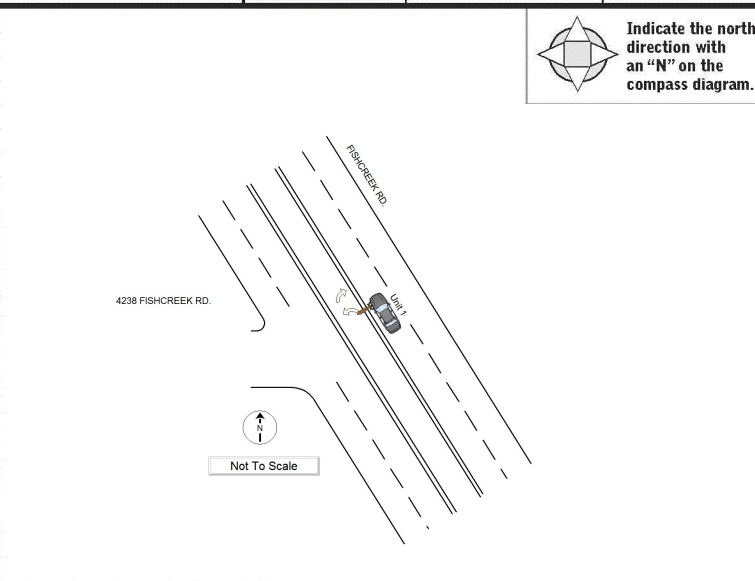 Indicate the north
direction with
an “N” on the
compass diagram.
FISHCREEK RD.
4238 FISHCREEK RD.
Unit 1
N
Not To Scale